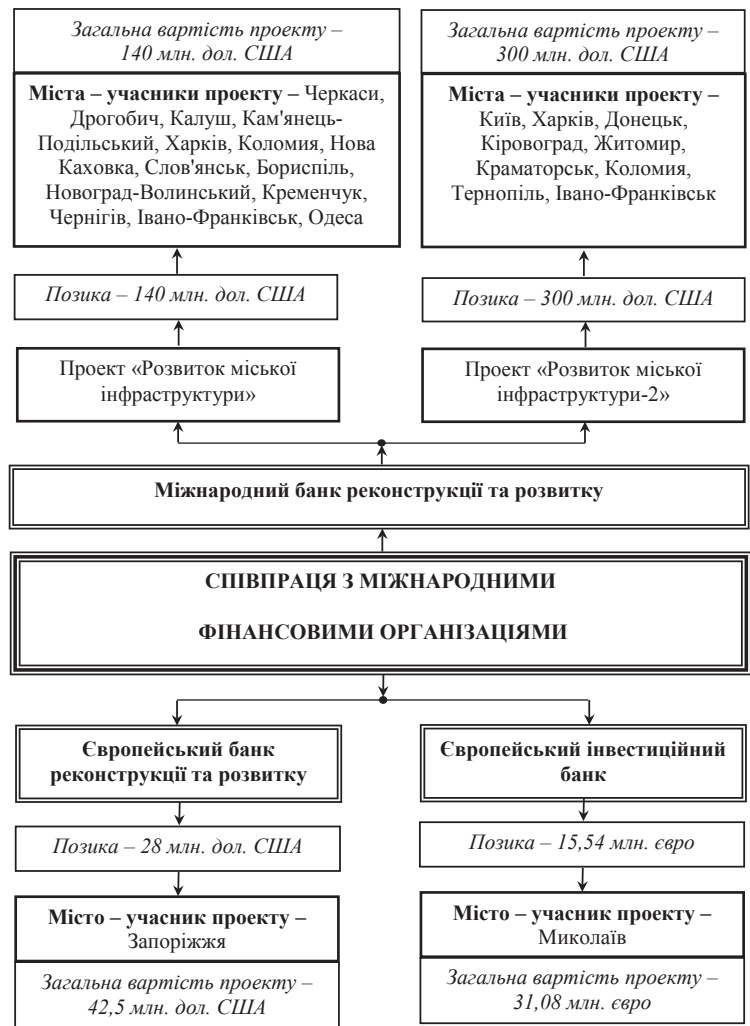 Загальна вартість проекту –
140 млн. дол. США
Міста – учасники проекту – Черкаси,
Дрогобич, Калуш, Кам'янець-
Подільський, Харків, Коломия, Нова
Каховка, Слов'янськ, Бориспіль,
Новоград-Волинський, Кременчук,
Чернігів, Івано-Франківськ, Одеса
Позика – 140 млн. дол. США
Проект «Розвиток міської
інфраструктури»
Загальна вартість проекту –
300 млн. дол. США
Міста – учасники проекту –
Київ, Харків, Донецьк,
Кіровоград, Житомир,
Краматорськ, Коломия,
Тернопіль, Івано-Франківськ
Позика – 300 млн. дол. США
Проект «Розвиток міської
інфраструктури-2»
Міжнародний банк реконструкції та розвитку
СПІВПРАЦЯ З МІЖНАРОДНИМИ
ФІНАНСОВИМИ ОРГАНІЗАЦІЯМИ
Європейський банк
реконструкції та розвитку
Позика – 28 млн. дол. США
Місто – учасник проекту –
Запоріжжя
Загальна вартість проекту –
42,5 млн. дол. США
Європейський інвестиційний
банк
Позика – 15,54 млн. євро
Місто – учасник проекту –
Миколаїв
Загальна вартість проекту –
31,08 млн. євро